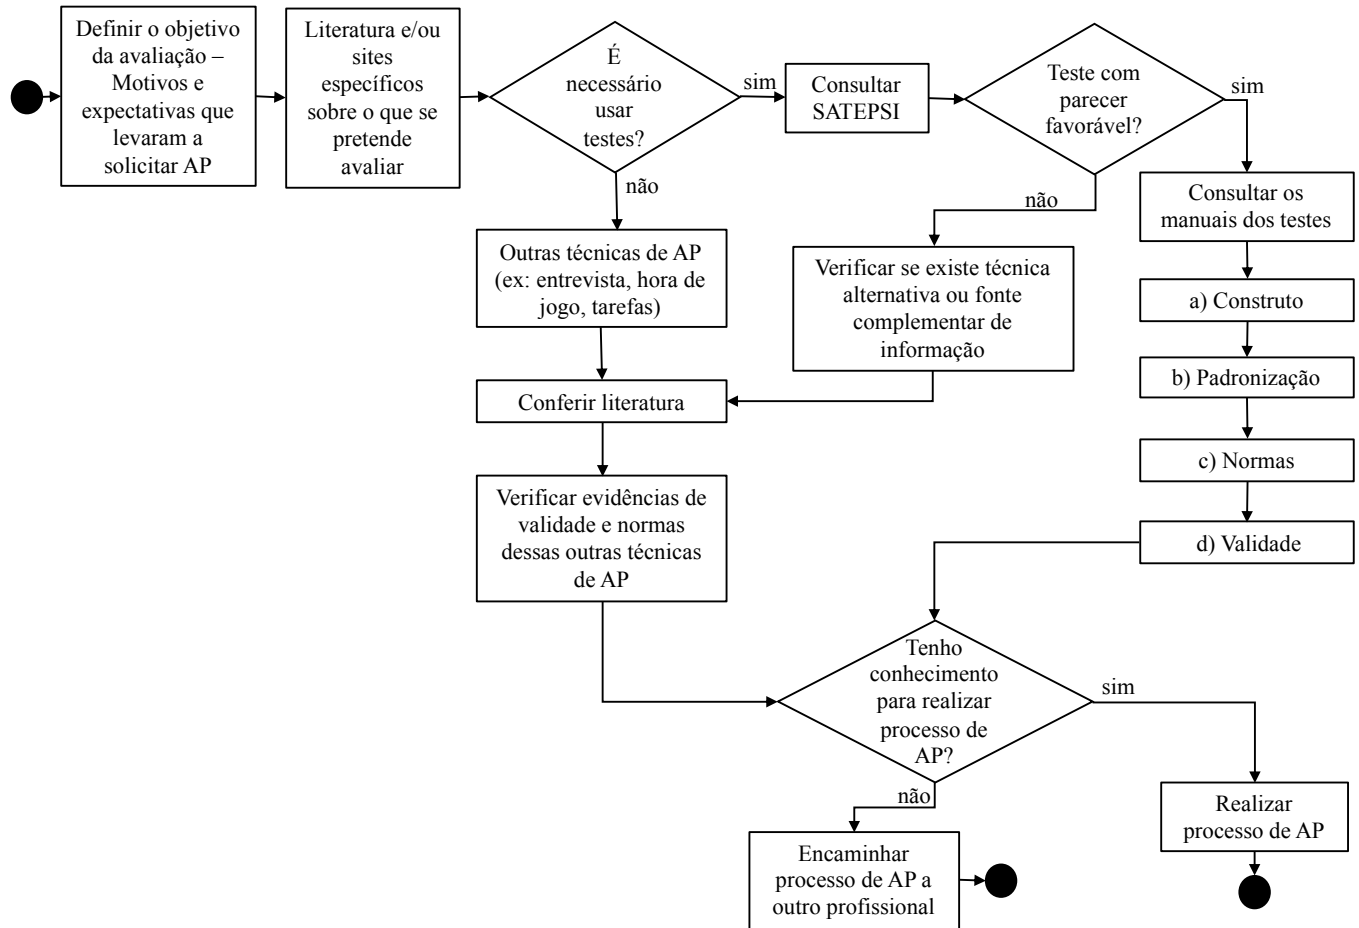 Definir o objetivo
da avaliação –
Motivos e
expectativas que
levaram a
solicitar AP
Literatura e/ou
sites
específicos
sobre o que se
pretende
avaliar
É
necessário
usar
testes?
sim
Consultar
SATEPSI
Teste com
parecer
favorável?
sim
não
não
Consultar os
manuais dos testes
Outras técnicas de AP
(ex: entrevista, hora de
jogo, tarefas)
Verificar se existe técnica
alternativa ou fonte
complementar de
informação
a) Construto
b) Padronização
Conferir literatura
c) Normas
Verificar evidências de
validade e normas
dessas outras técnicas
de AP
d) Validade
Tenho
conhecimento
para realizar
processo de
AP?
sim
não
Realizar
processo de AP
Encaminhar
processo de AP a
outro profissional